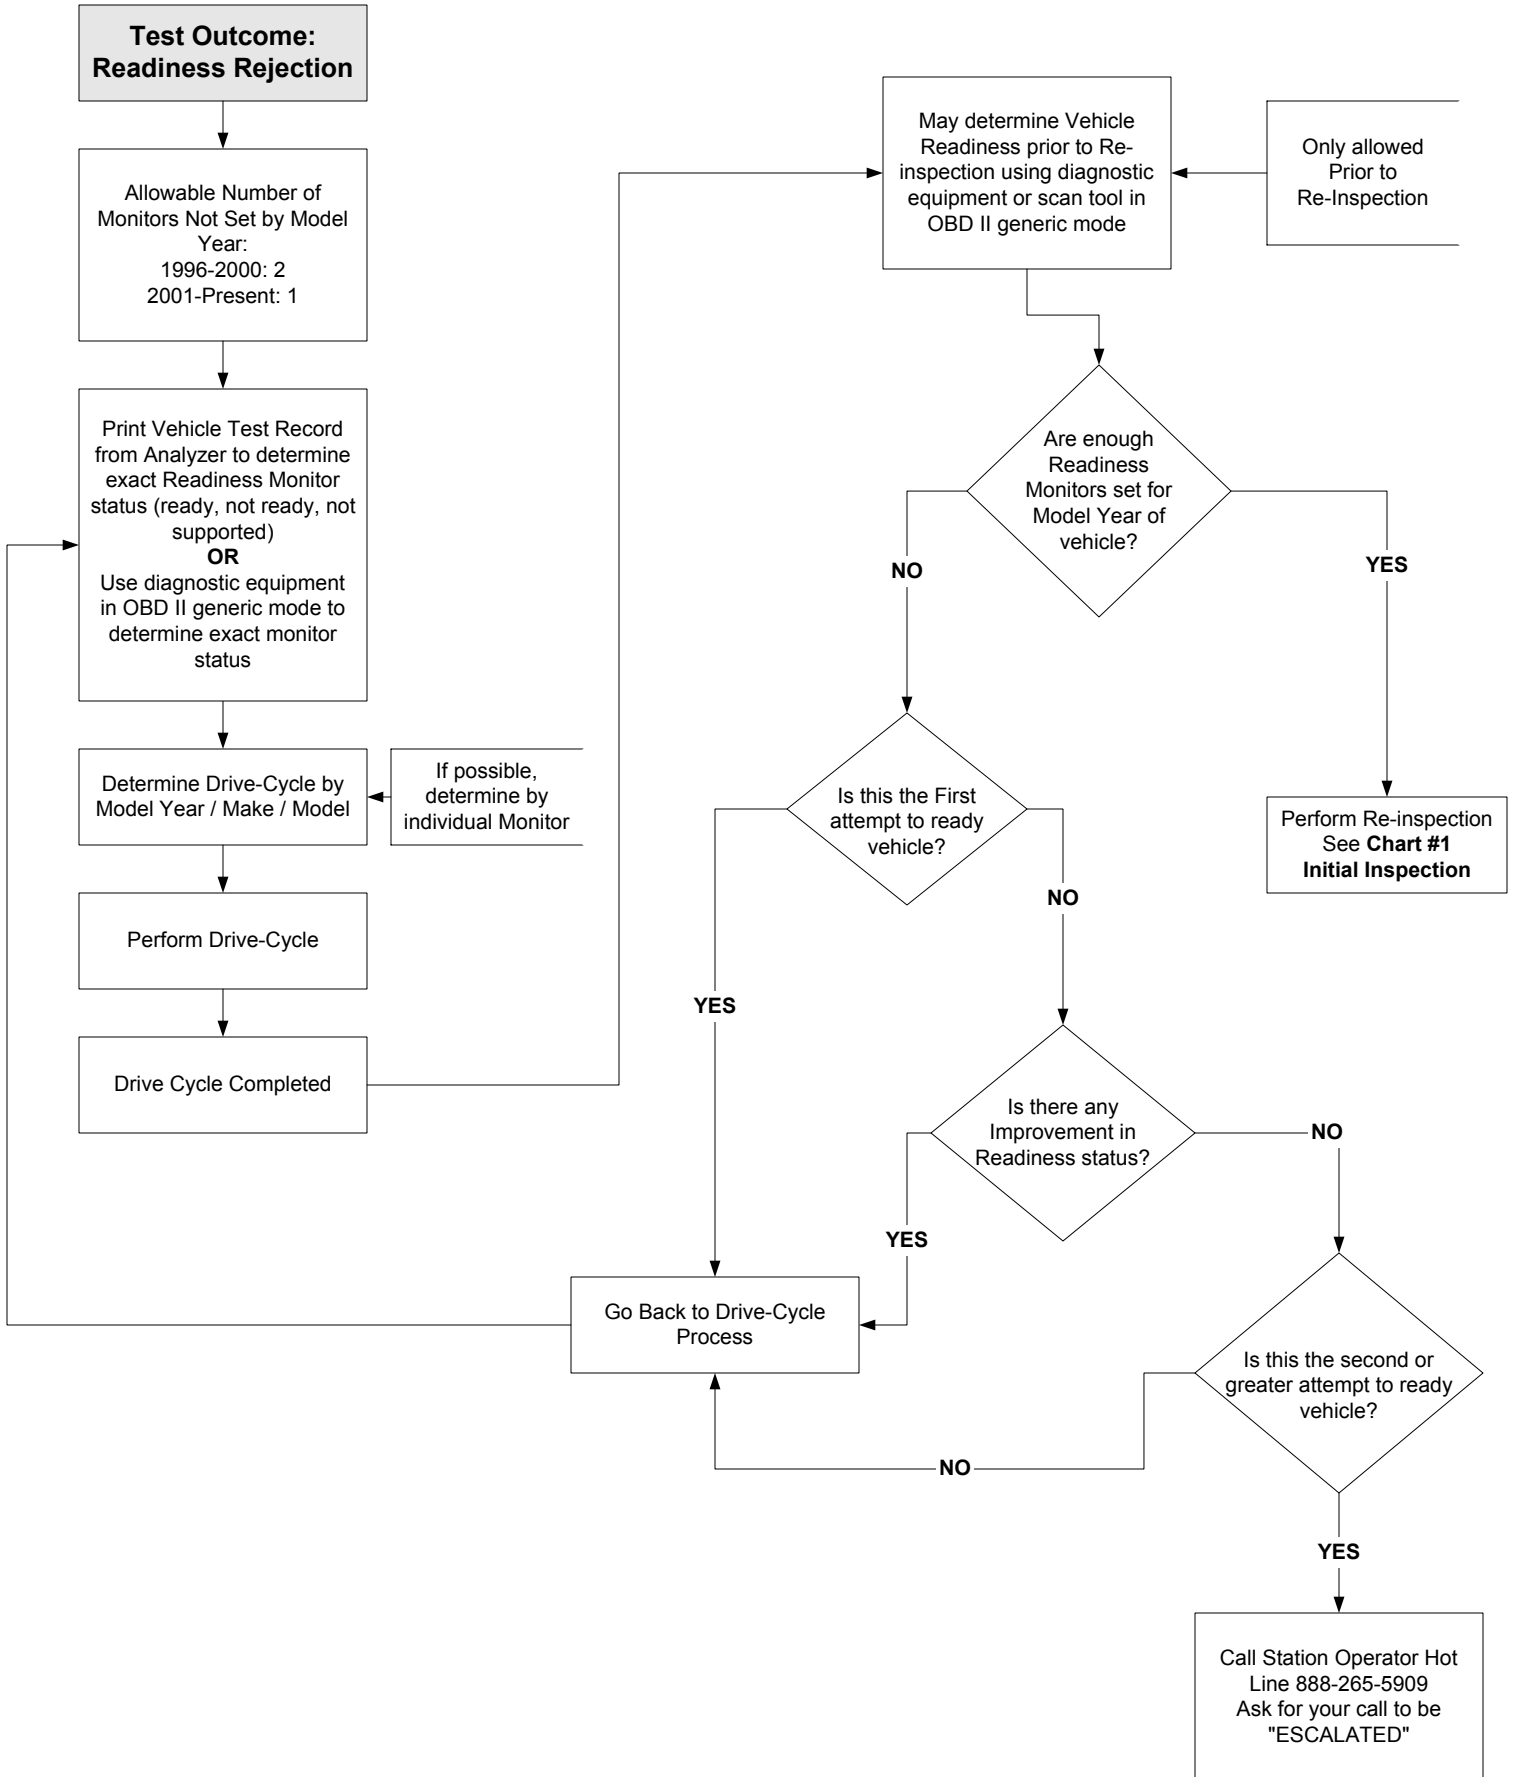 Test Outcome:
Readiness Rejection
Allowable Number of
Monitors Not Set by Model
Year:
1996-2000: 2
2001-Present: 1
Print Vehicle Test Record
from Analyzer to determine
exact Readiness Monitor
status (ready, not ready, not
supported)
OR
Use diagnostic equipment
in OBD II generic mode to
determine exact monitor
status
Determine Drive-Cycle by
Model Year / Make / Model
If possible,
determine by
individual Monitor
Perform Drive-Cycle
Drive Cycle Completed
May determine Vehicle
Readiness prior to Re-
inspection using diagnostic
equipment or scan tool in
OBD II generic mode
Only allowed
Prior to
Re-Inspection
Are enough
Readiness
Monitors set for
Model Year of
vehicle?
NO
YES
Is this the First
attempt to ready
vehicle?
Perform Re-inspection
See Chart #1
Initial Inspection
NO
YES
Is there any
Improvement in
Readiness status?
NO
YES
Go Back to Drive-Cycle
Process
Is this the second or
greater attempt to ready
vehicle?
NO
YES
Call Station Operator Hot
Line 888-265-5909
Ask for your call to be
"ESCALATED"